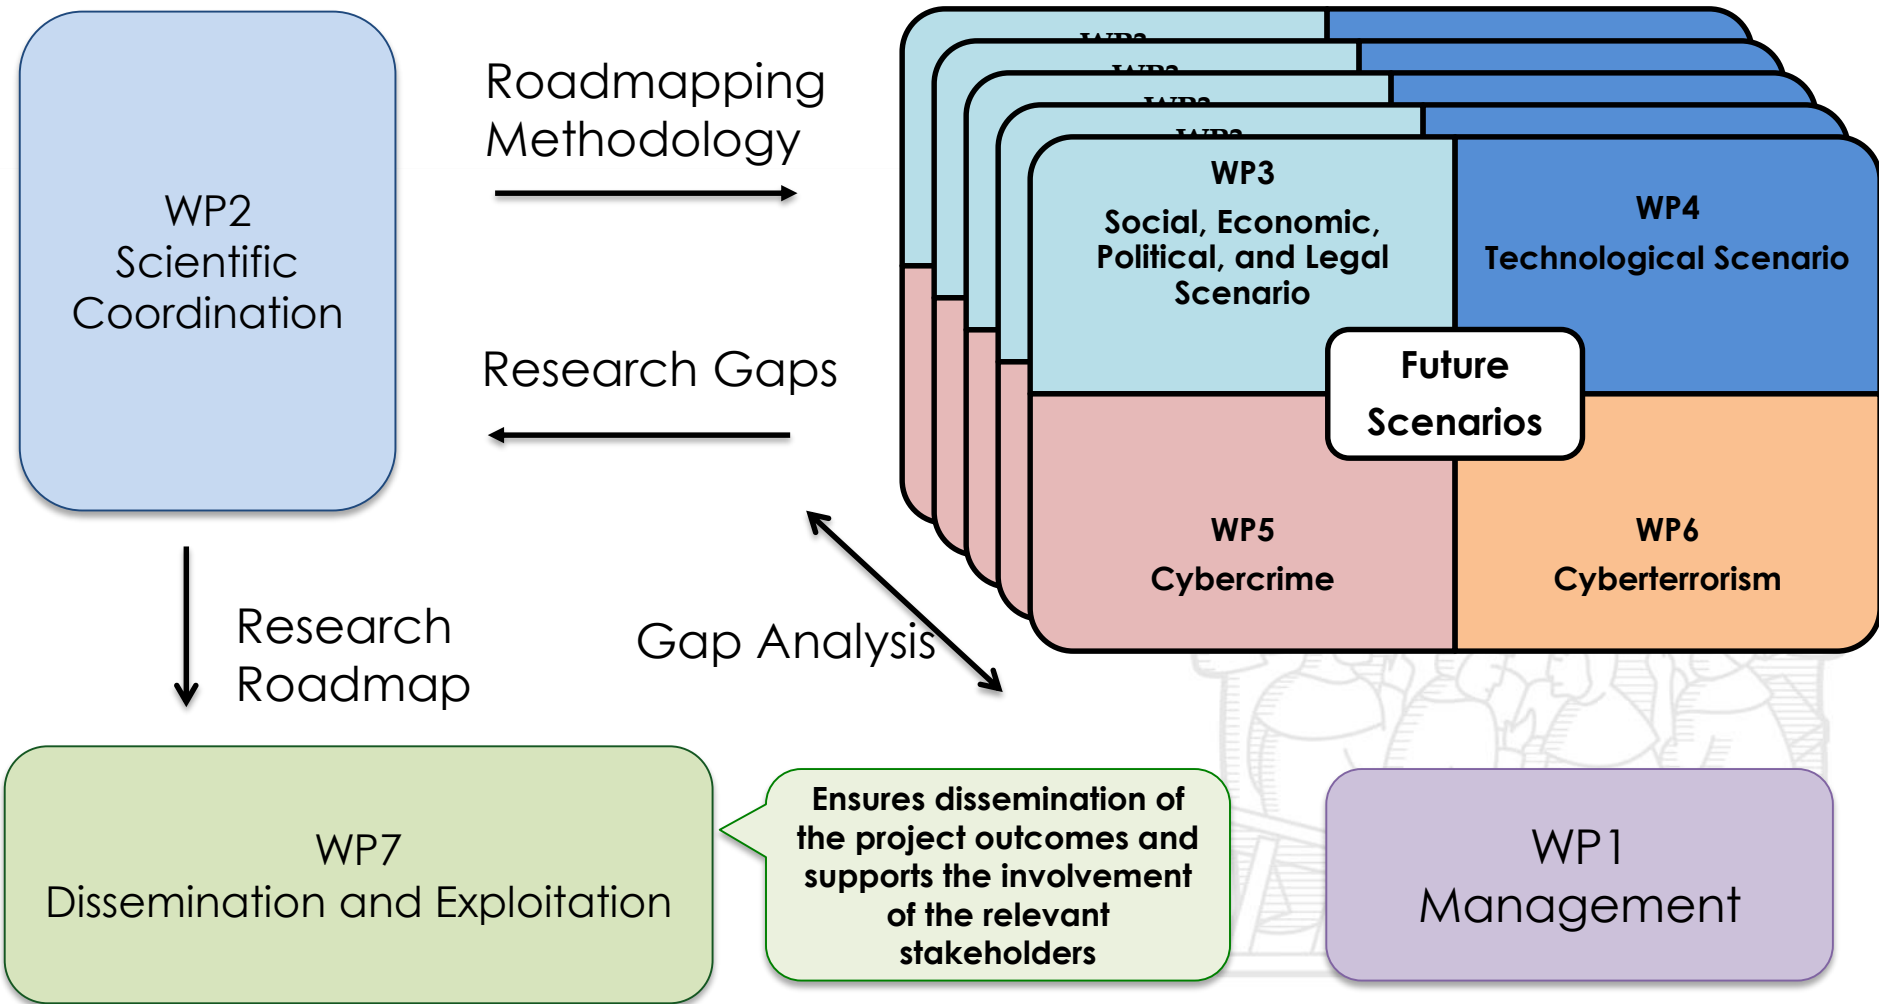 WP2
Scientific
Coordination
Roadmapping
Methodology
Research Gaps
WP3
Social, Economic,
Political, and Legal
Scenario
WP4
Technological Scenario
Future
Scenarios
WP5
Cybercrime
WP6
Cyberterrorism
Research
Roadmap
Gap Analysis
WP7
Dissemination and Exploitation
Ensures dissemination of
the project outcomes and
supports the involvement
of the relevant
stakeholders
WP1
Management